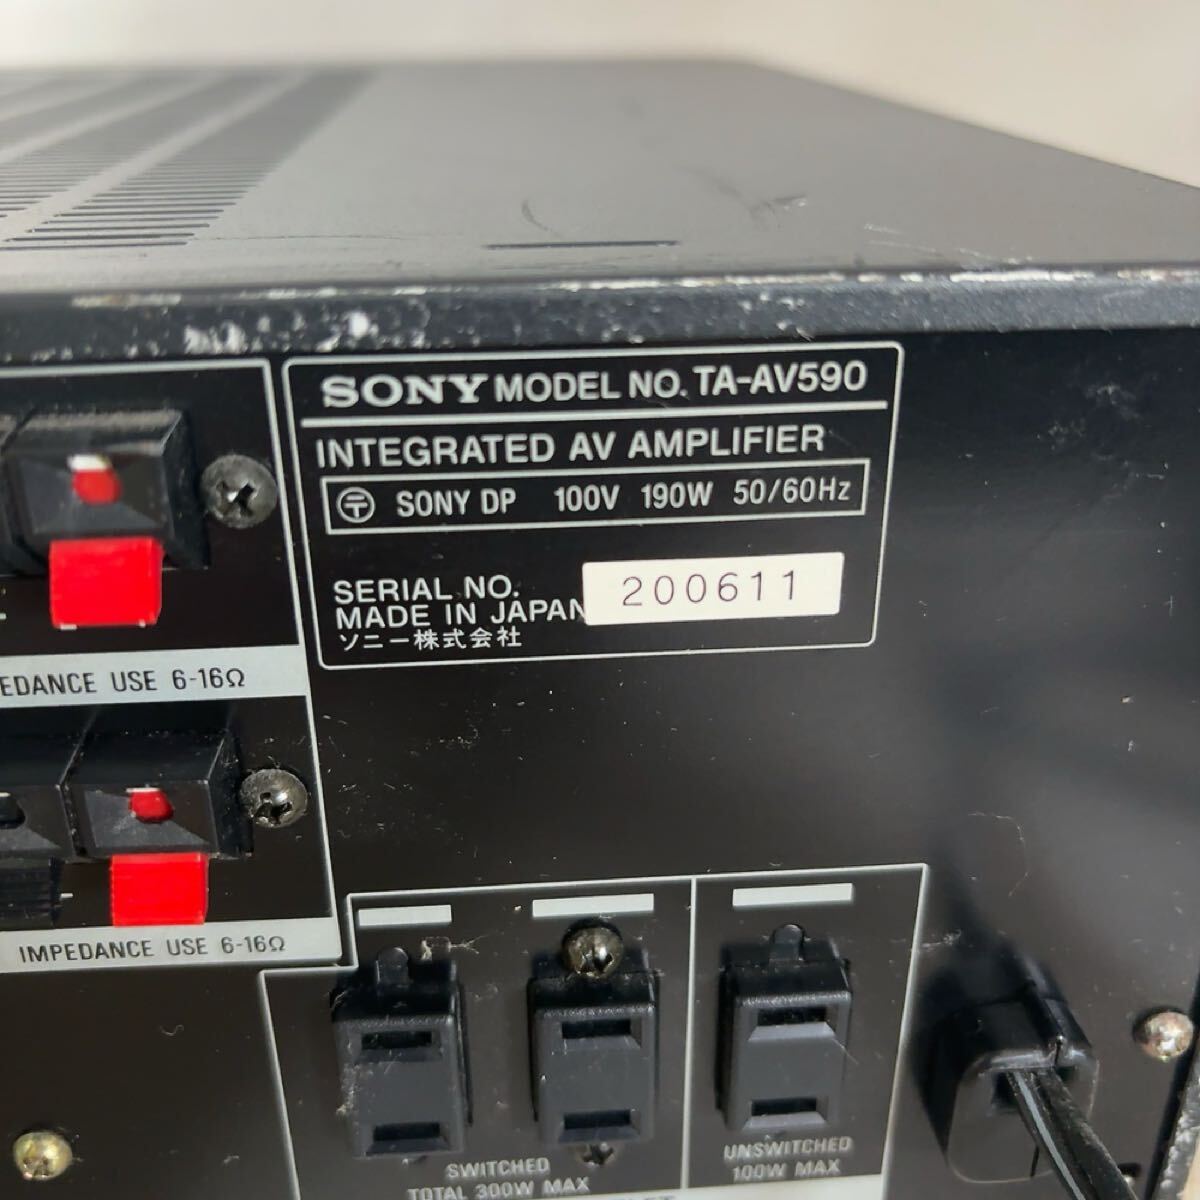 SONY MODEL NO. TA-AV590
INTEGRATED AV AMPLIFIER
〒 SONY DP 100V 190W 50/60Hz
SERIAL NO. 200611
MADE IN JAPAN
ソニー株式会社
EDANCE USE 6-16Ω
IMPEDANCE USE 6-16Ω
SWITCHED
TOTAL 300W MAX
UNSWITCHED
100W MAX